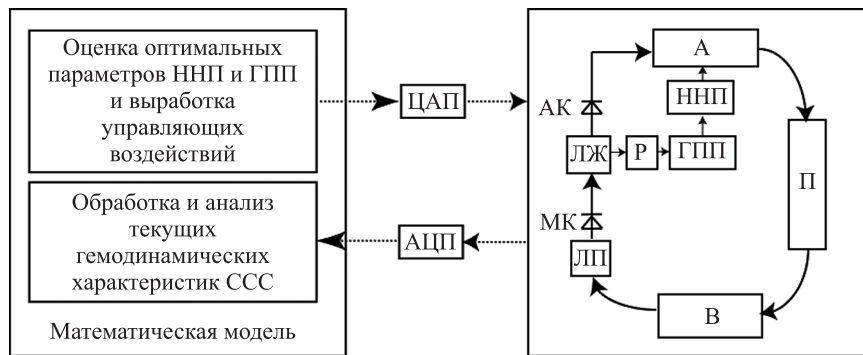 Оценка оптимальных
параметров ННП и ГПП
и выработка
управляющих
воздействий
Обработка и анализ
текущих
гемодинамических
характеристик ССС
Математическая модель
ЦАП
АЦП
А
ННП
АК
ЛЖ
Р
ГПП
П
МК
ЛП
В